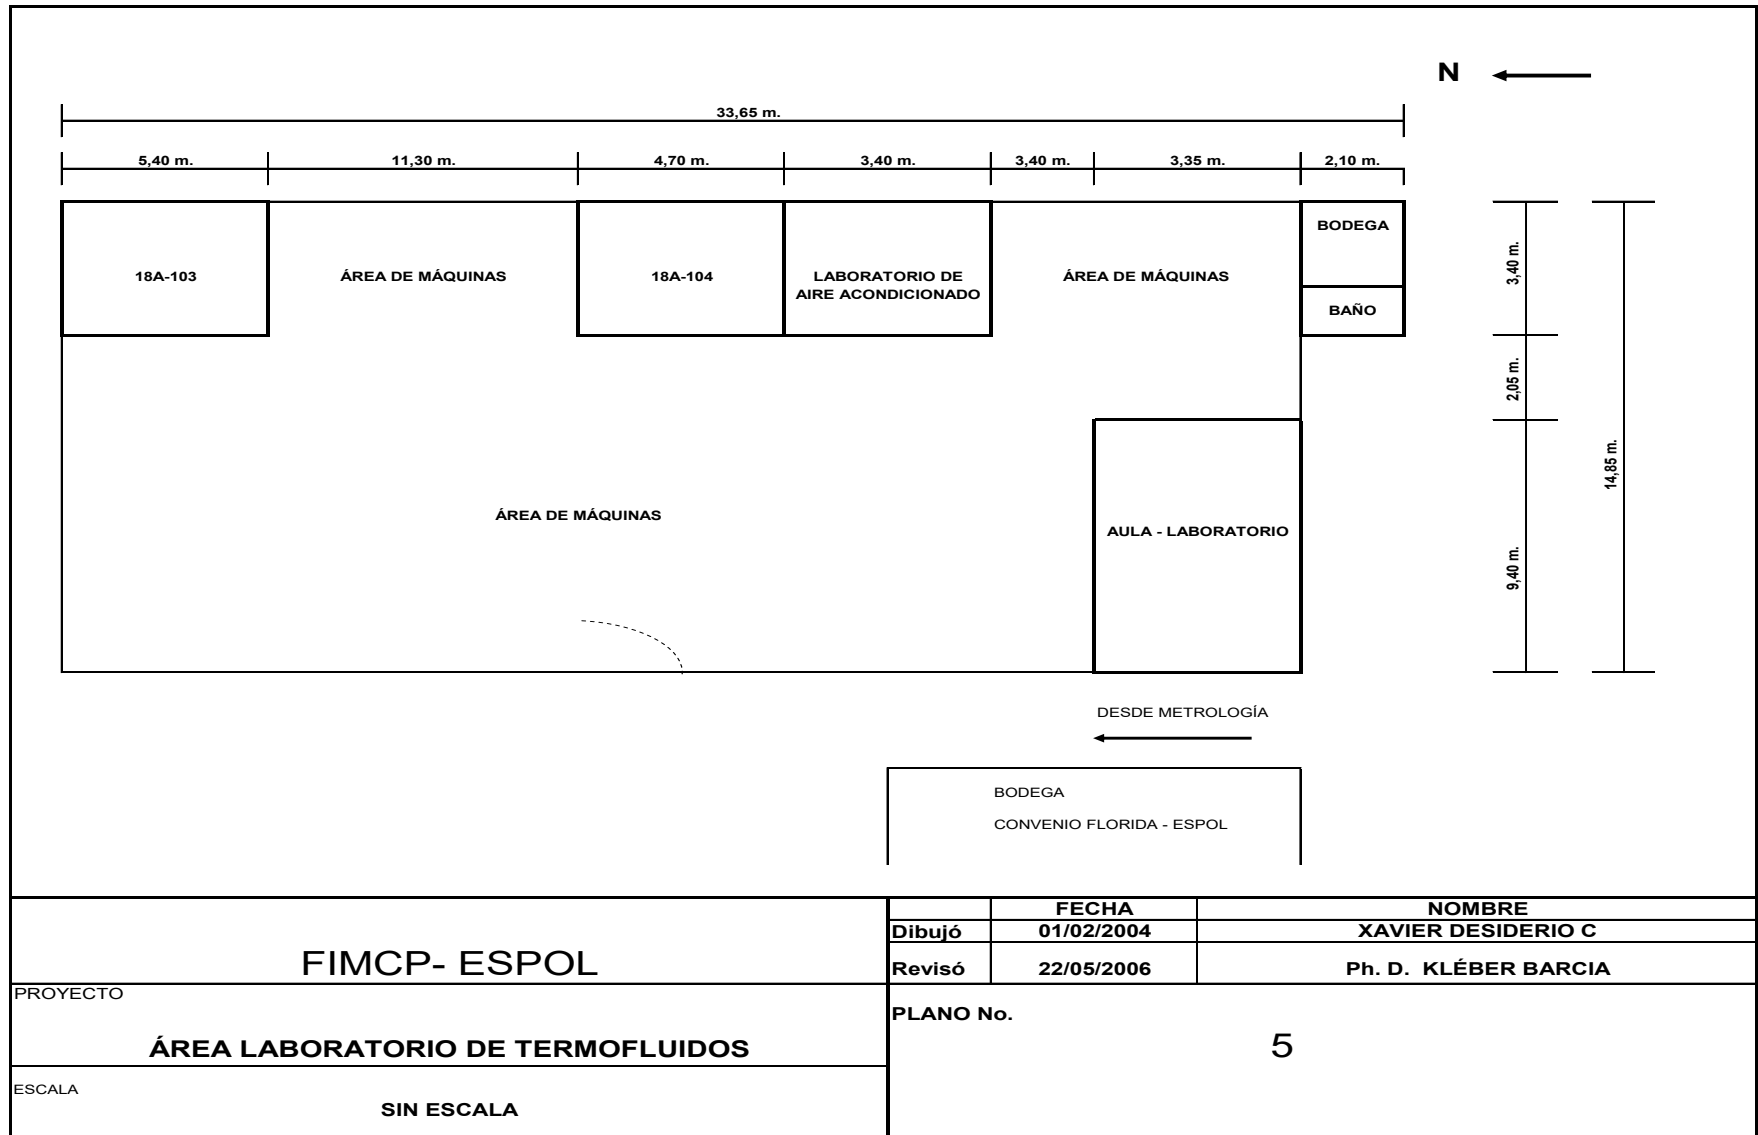 N
33,65 m.
5,40 m.
11,30 m.
4,70 m.
3,40 m.
3,40 m.
3,35 m.
2,10 m.
18A-103
ÁREA DE MÁQUINAS
18A-104
LABORATORIO DE
AIRE ACONDICIONADO
ÁREA DE MÁQUINAS
BODEGA
BAÑO
3,40 m.
2,05 m.
9,40 m.
14,85 m.
ÁREA DE MÁQUINAS
AULA - LABORATORIO
DESDE METROLOGÍA
BODEGA
CONVENIO FLORIDA - ESPOL
FIMCP- ESPOL
FECHA
NOMBRE
Dibujó
01/02/2004
XAVIER DESIDERIO C
Revisó
22/05/2006
Ph. D. KLÉBER BARCIA
PROYECTO
ÁREA LABORATORIO DE TERMOFLUIDOS
PLANO No.
5
ESCALA
SIN ESCALA